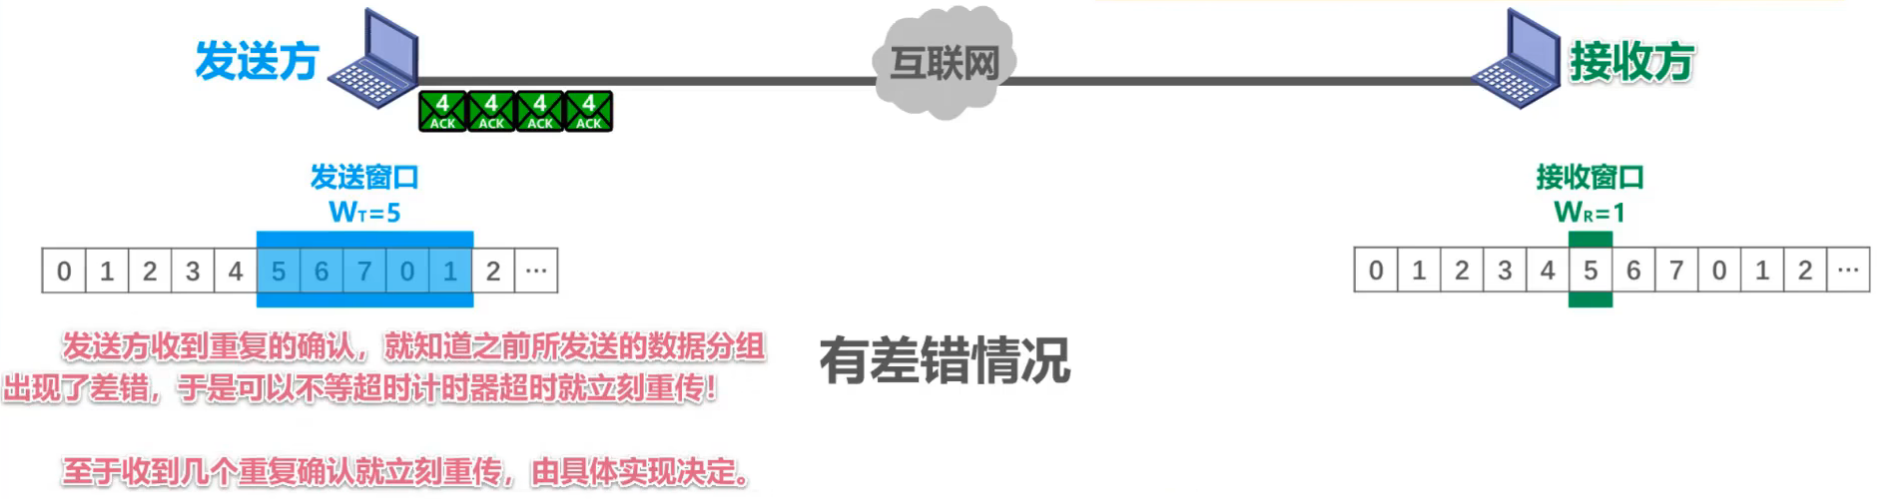 发送方
互联网
接收方
4 4 4 4
ACK ACK ACK ACK
发送窗口
WT=5
接收窗口
WR=1
0 1 2 3 4 5 6 7 0 1 2 ...
0 1 2 3 4 5 6 7 0 1 2 ...
发送方收到重复的确认，就知道之前所发送的数据分组
出现了差错，于是可以不等超时计时器超时就立刻重传！
有差错情况
至于收到几个重复确认就立刻重传，由具体实现决定。